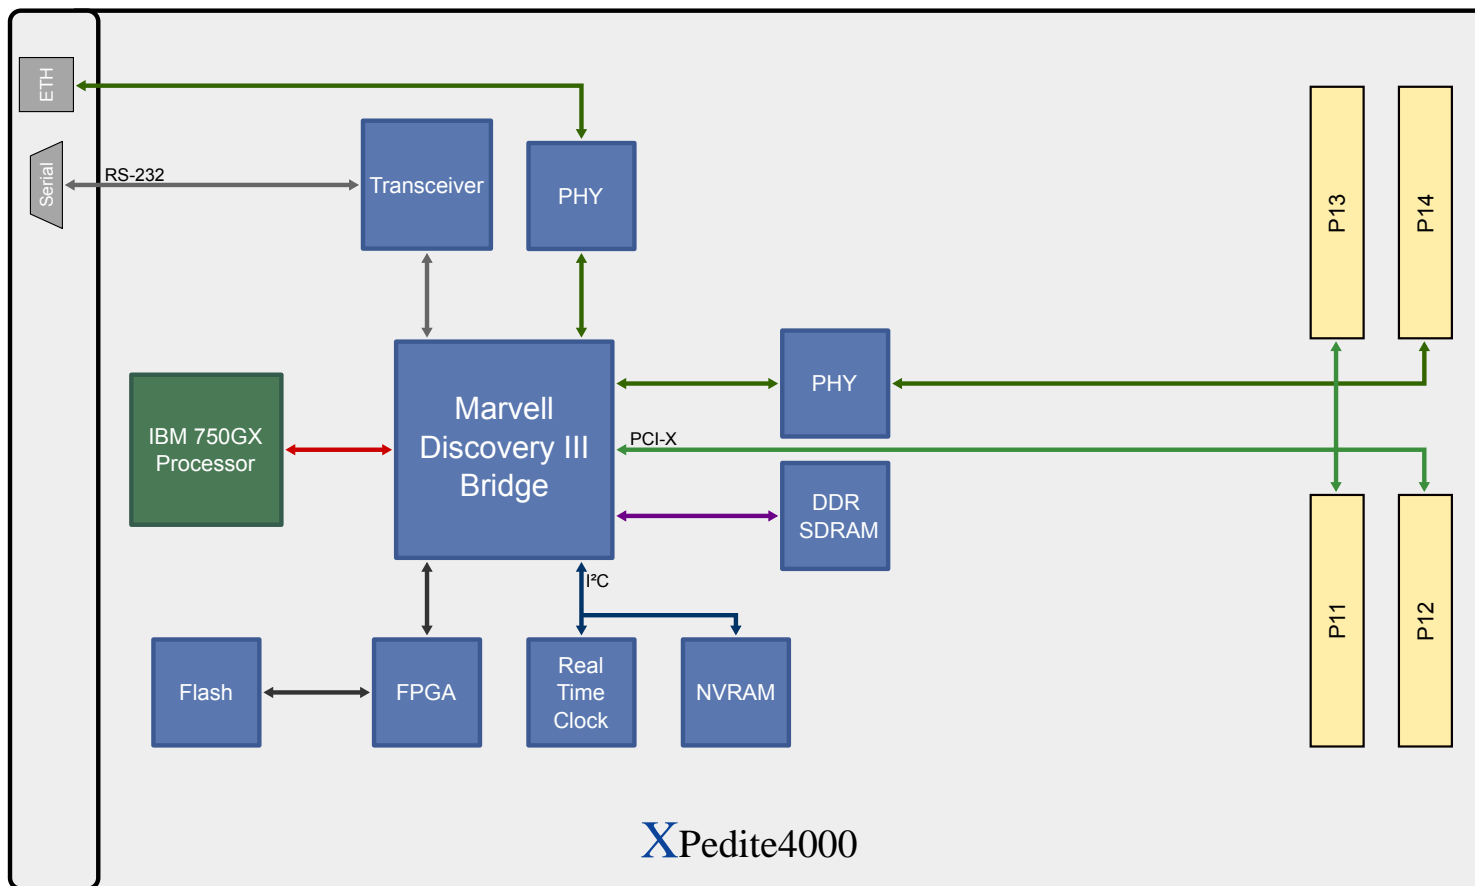 ETH
Serial
RS-232
Transceiver
PHY
P13
P14
IBM 750GX
Processor
Marvell
Discovery III
Bridge
PHY
PCI-X
DDR
SDRAM
I²C
P11
P12
Flash
FPGA
Real
Time
Clock
NVRAM
XPedite4000